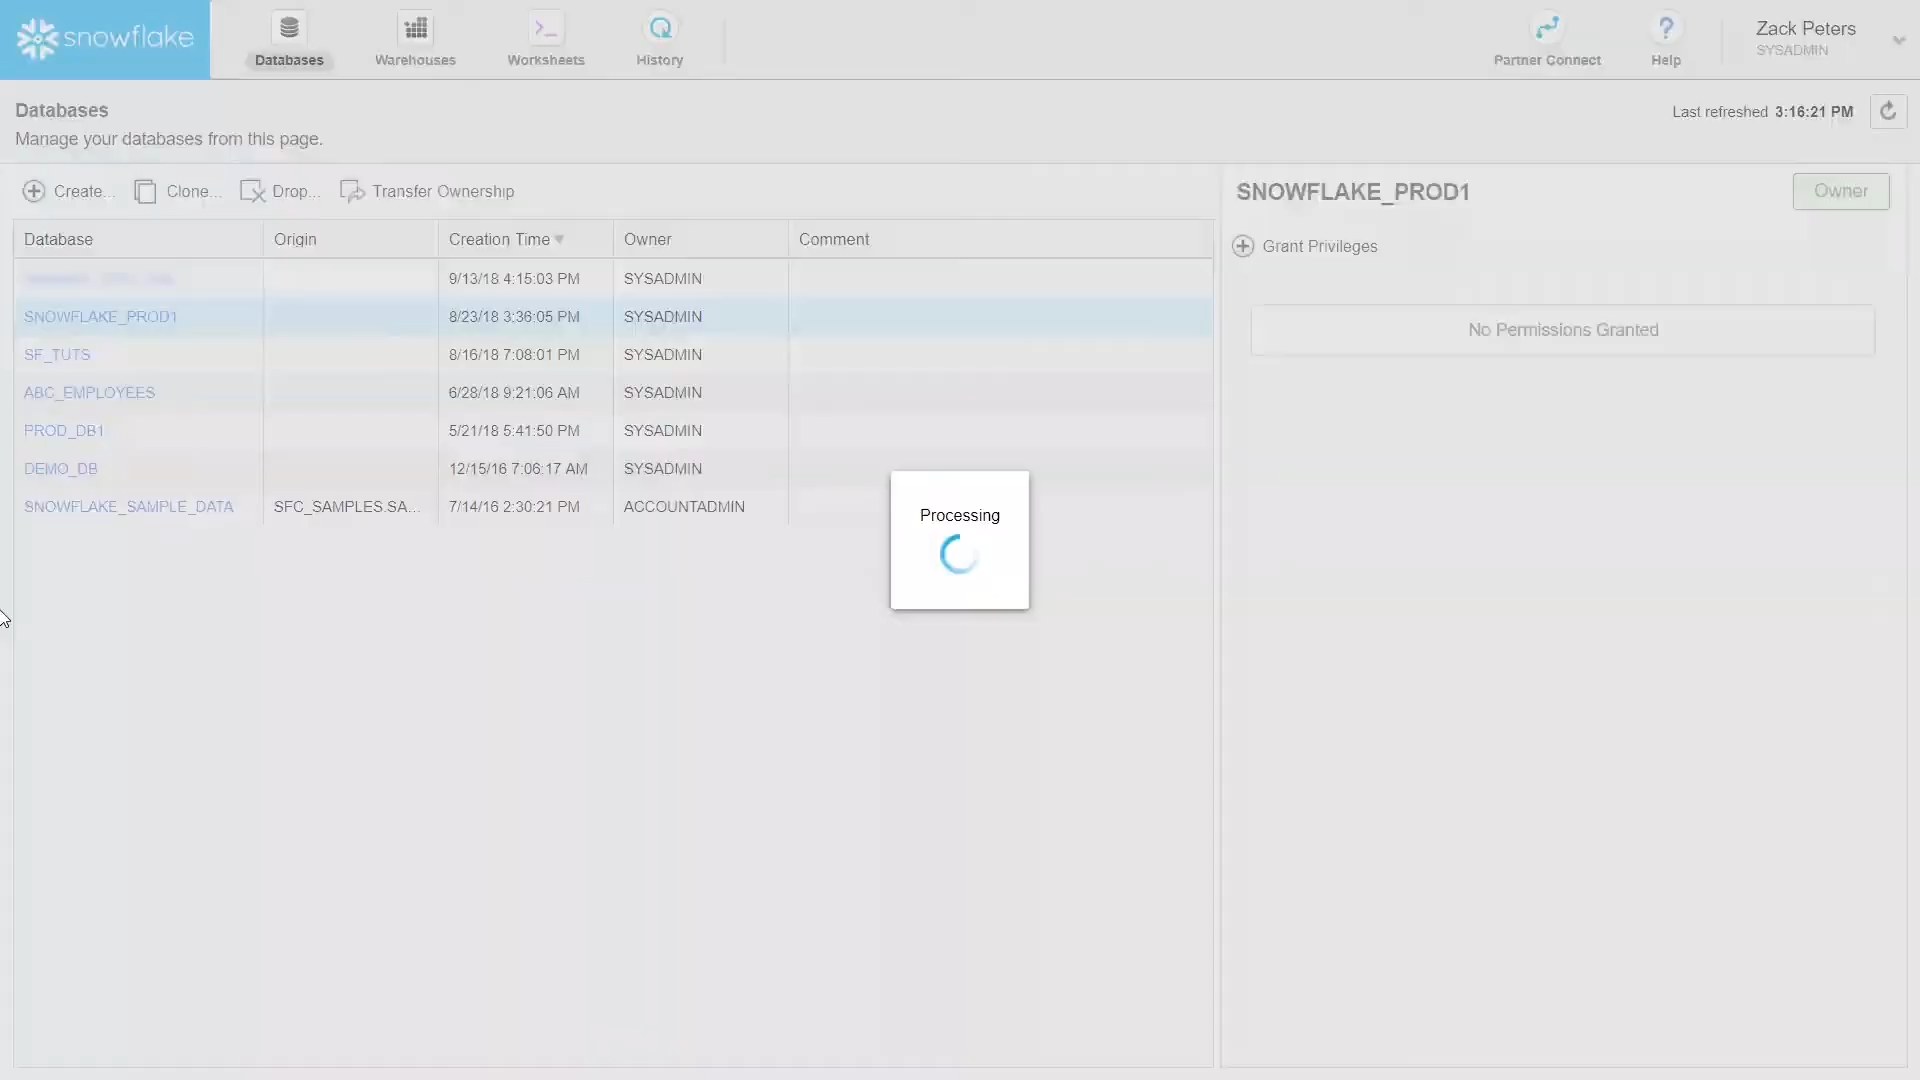 snowflake
Databases
Warehouses
Worksheets
History
Partner Connect
Help
Zack Peters
SYSADMIN
Databases
Manage your databases from this page.
Last refreshed 3:16:21 PM
Create... Clone... Drop... Transfer Ownership
SNOWFLAKE_PROD1
Owner
Grant Privileges
No Permissions Granted
Database Origin Creation Time Owner Comment
9/13/18 4:15:03 PM SYSADMIN
SNOWFLAKE_PROD1 8/23/18 3:36:05 PM SYSADMIN
SF_TUTS 8/16/18 7:08:01 PM SYSADMIN
ABC_EMPLOYEES 6/28/18 9:21:06 AM SYSADMIN
PROD_DB1 5/21/18 5:41:50 PM SYSADMIN
DEMO_DB 12/15/16 7:06:17 AM SYSADMIN
SNOWFLAKE_SAMPLE_DATA SFC_SAMPLES.SA... 7/14/16 2:30:21 PM ACCOUNTADMIN
Processing